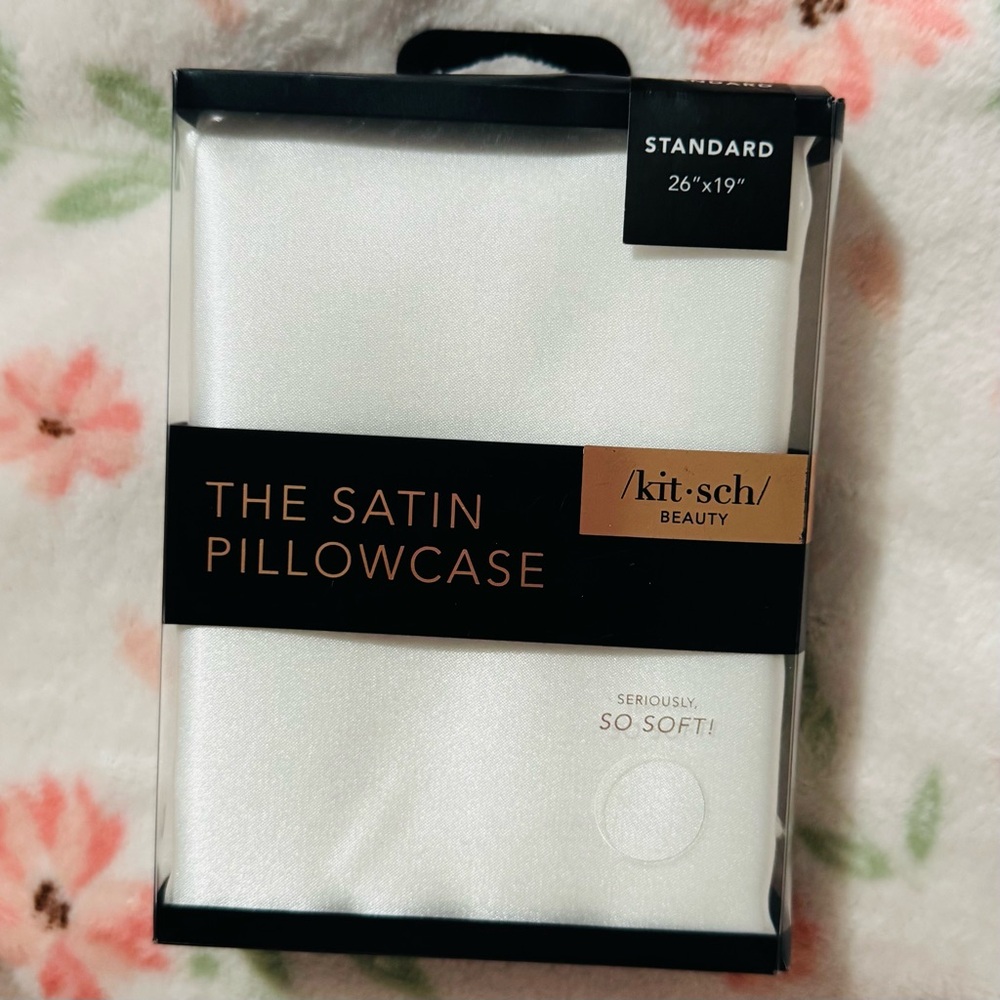 STANDARD
26”x19”
THE SATIN
PILLOWCASE
/kit·sch/
BEAUTY
SERIOUSLY,
SO SOFT!